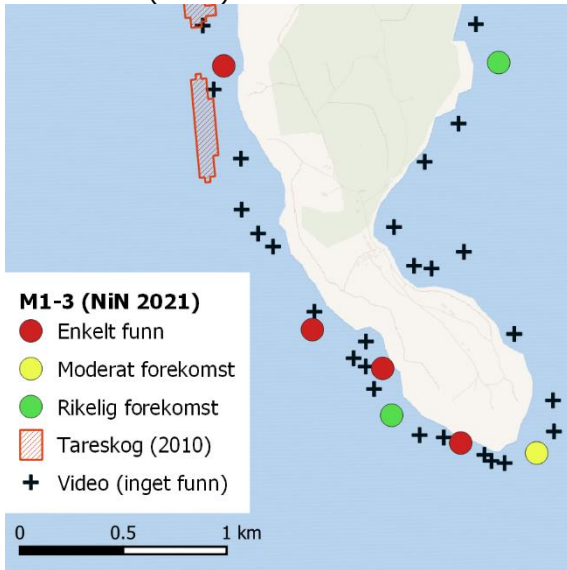 M1-3 (NiN 2021)
Enkelt funn
Moderat forekomst
Rikelig forekomst
Tareskog (2010)
Video (inget funn)
0 0.5 1 km